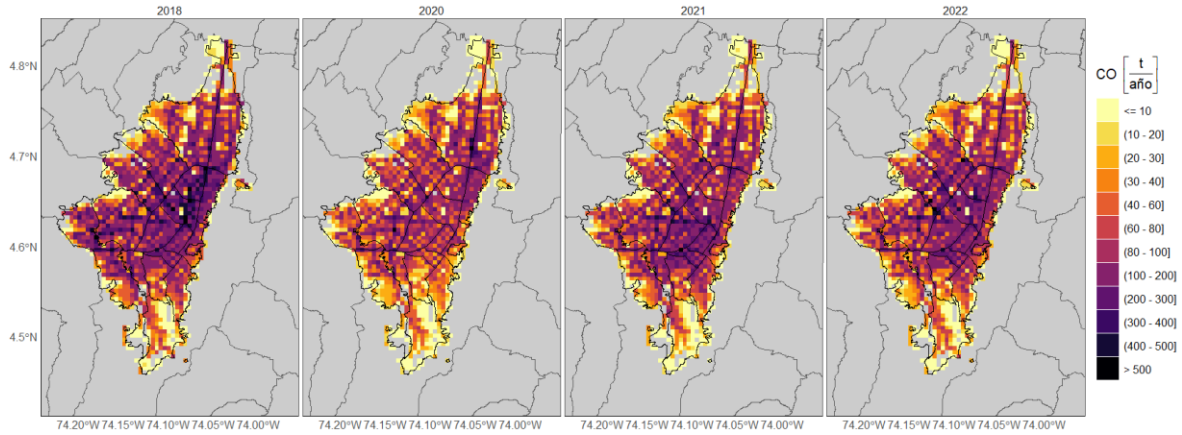 2018
2020
2021
2022
4.8°N
4.7°N
4.6°N
4.5°N
74.20°W 74.15°W 74.10°W 74.05°W 74.00°W
74.20°W 74.15°W 74.10°W 74.05°W 74.00°W
74.20°W 74.15°W 74.10°W 74.05°W 74.00°W
74.20°W 74.15°W 74.10°W 74.05°W 74.00°W
CO [t/año]
<= 10
(10 - 20]
(20 - 30]
(30 - 40]
(40 - 60]
(60 - 80]
(80 - 100]
(100 - 200]
(200 - 300]
(300 - 400]
(400 - 500]
> 500